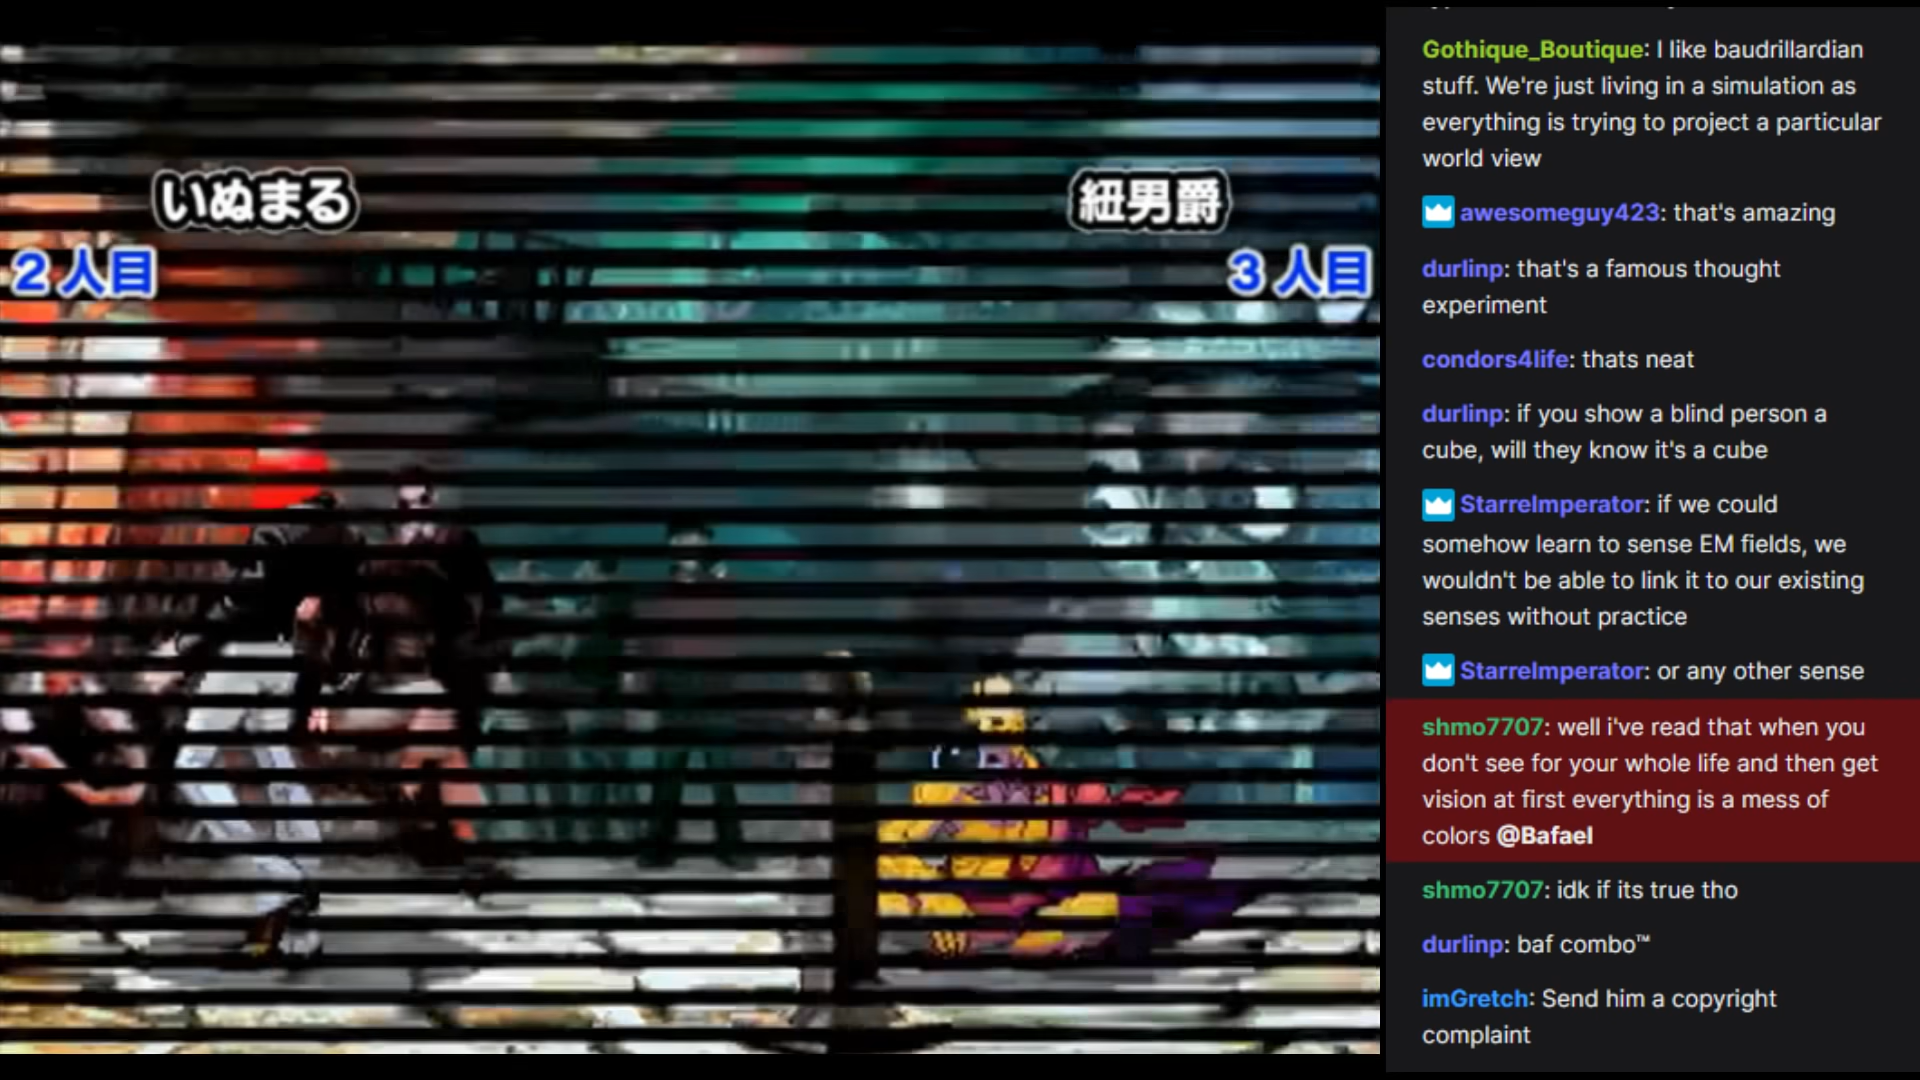 いぬまる
紐男爵
2人目
3人目
Gothique_Boutique: I like baudrillardian
stuff. We're just living in a simulation as
everything is trying to project a particular
world view
awesomeguy423: that's amazing
durlinp: that's a famous thought
experiment
condors4life: thats neat
durlinp: if you show a blind person a
cube, will they know it's a cube
StarreImperator: if we could
somehow learn to sense EM fields, we
wouldn't be able to link it to our existing
senses without practice
StarreImperator: or any other sense
shmo7707: well i've read that when you
don't see for your whole life and then get
vision at first everything is a mess of
colors @Bafael
shmo7707: idk if its true tho
durlinp: baf combo™
imGretch: Send him a copyright
complaint